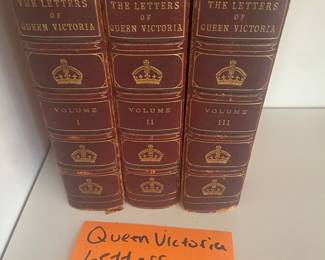 THE LETTERS
OF
QUEEN VICTORIA
VOLUME
I
THE LETTERS
OF
QUEEN VICTORIA
VOLUME
II
THE LETTERS
OF
QUEEN VICTORIA
VOLUME
III
Queen Victoria
Letters